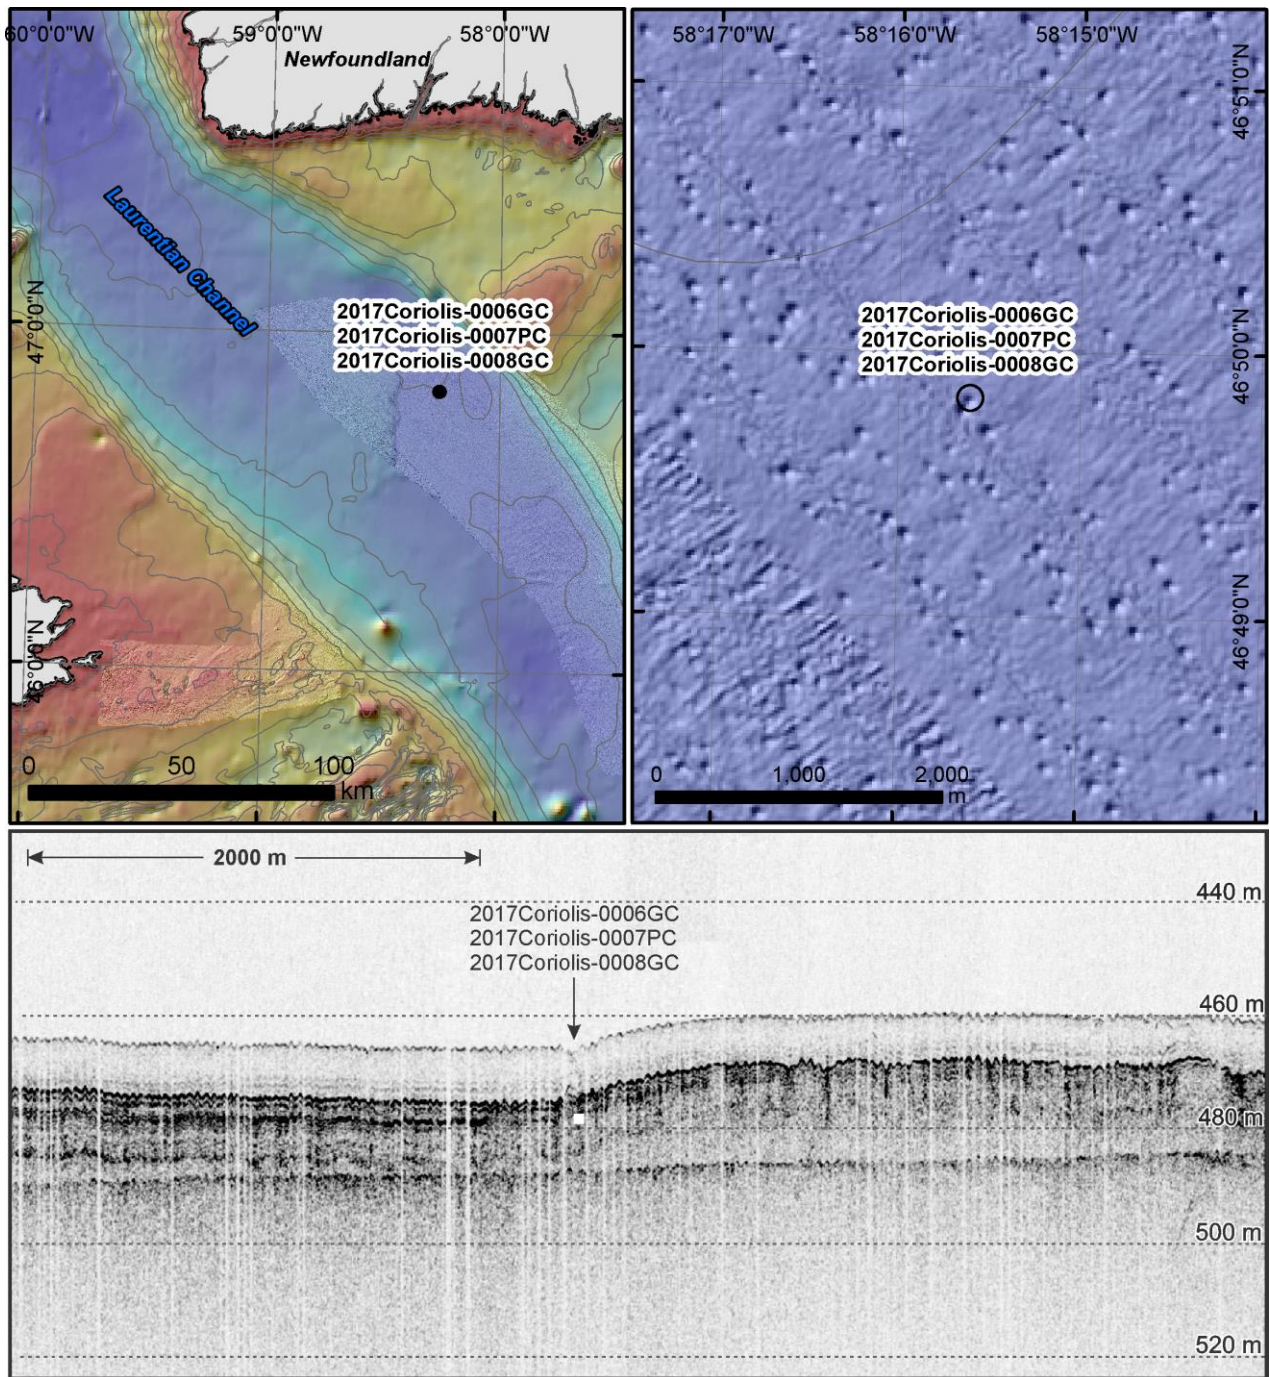 60°0'0"W
59°0'0"W
58°0'0"W
Newfoundland
Laurentian Channel
47°0'0"N
2017Coriolis-0006GC
2017Coriolis-0007PC
2017Coriolis-0008GC
46°0'0"N
0
50
100
km
58°17'0"W
58°16'0"W
58°15'0"W
46°51'0"N
2017Coriolis-0006GC
2017Coriolis-0007PC
2017Coriolis-0008GC
46°50'0"N
46°49'0"N
0
1,000
2,000
m
2000 m
2017Coriolis-0006GC
2017Coriolis-0007PC
2017Coriolis-0008GC
440 m
460 m
480 m
500 m
520 m